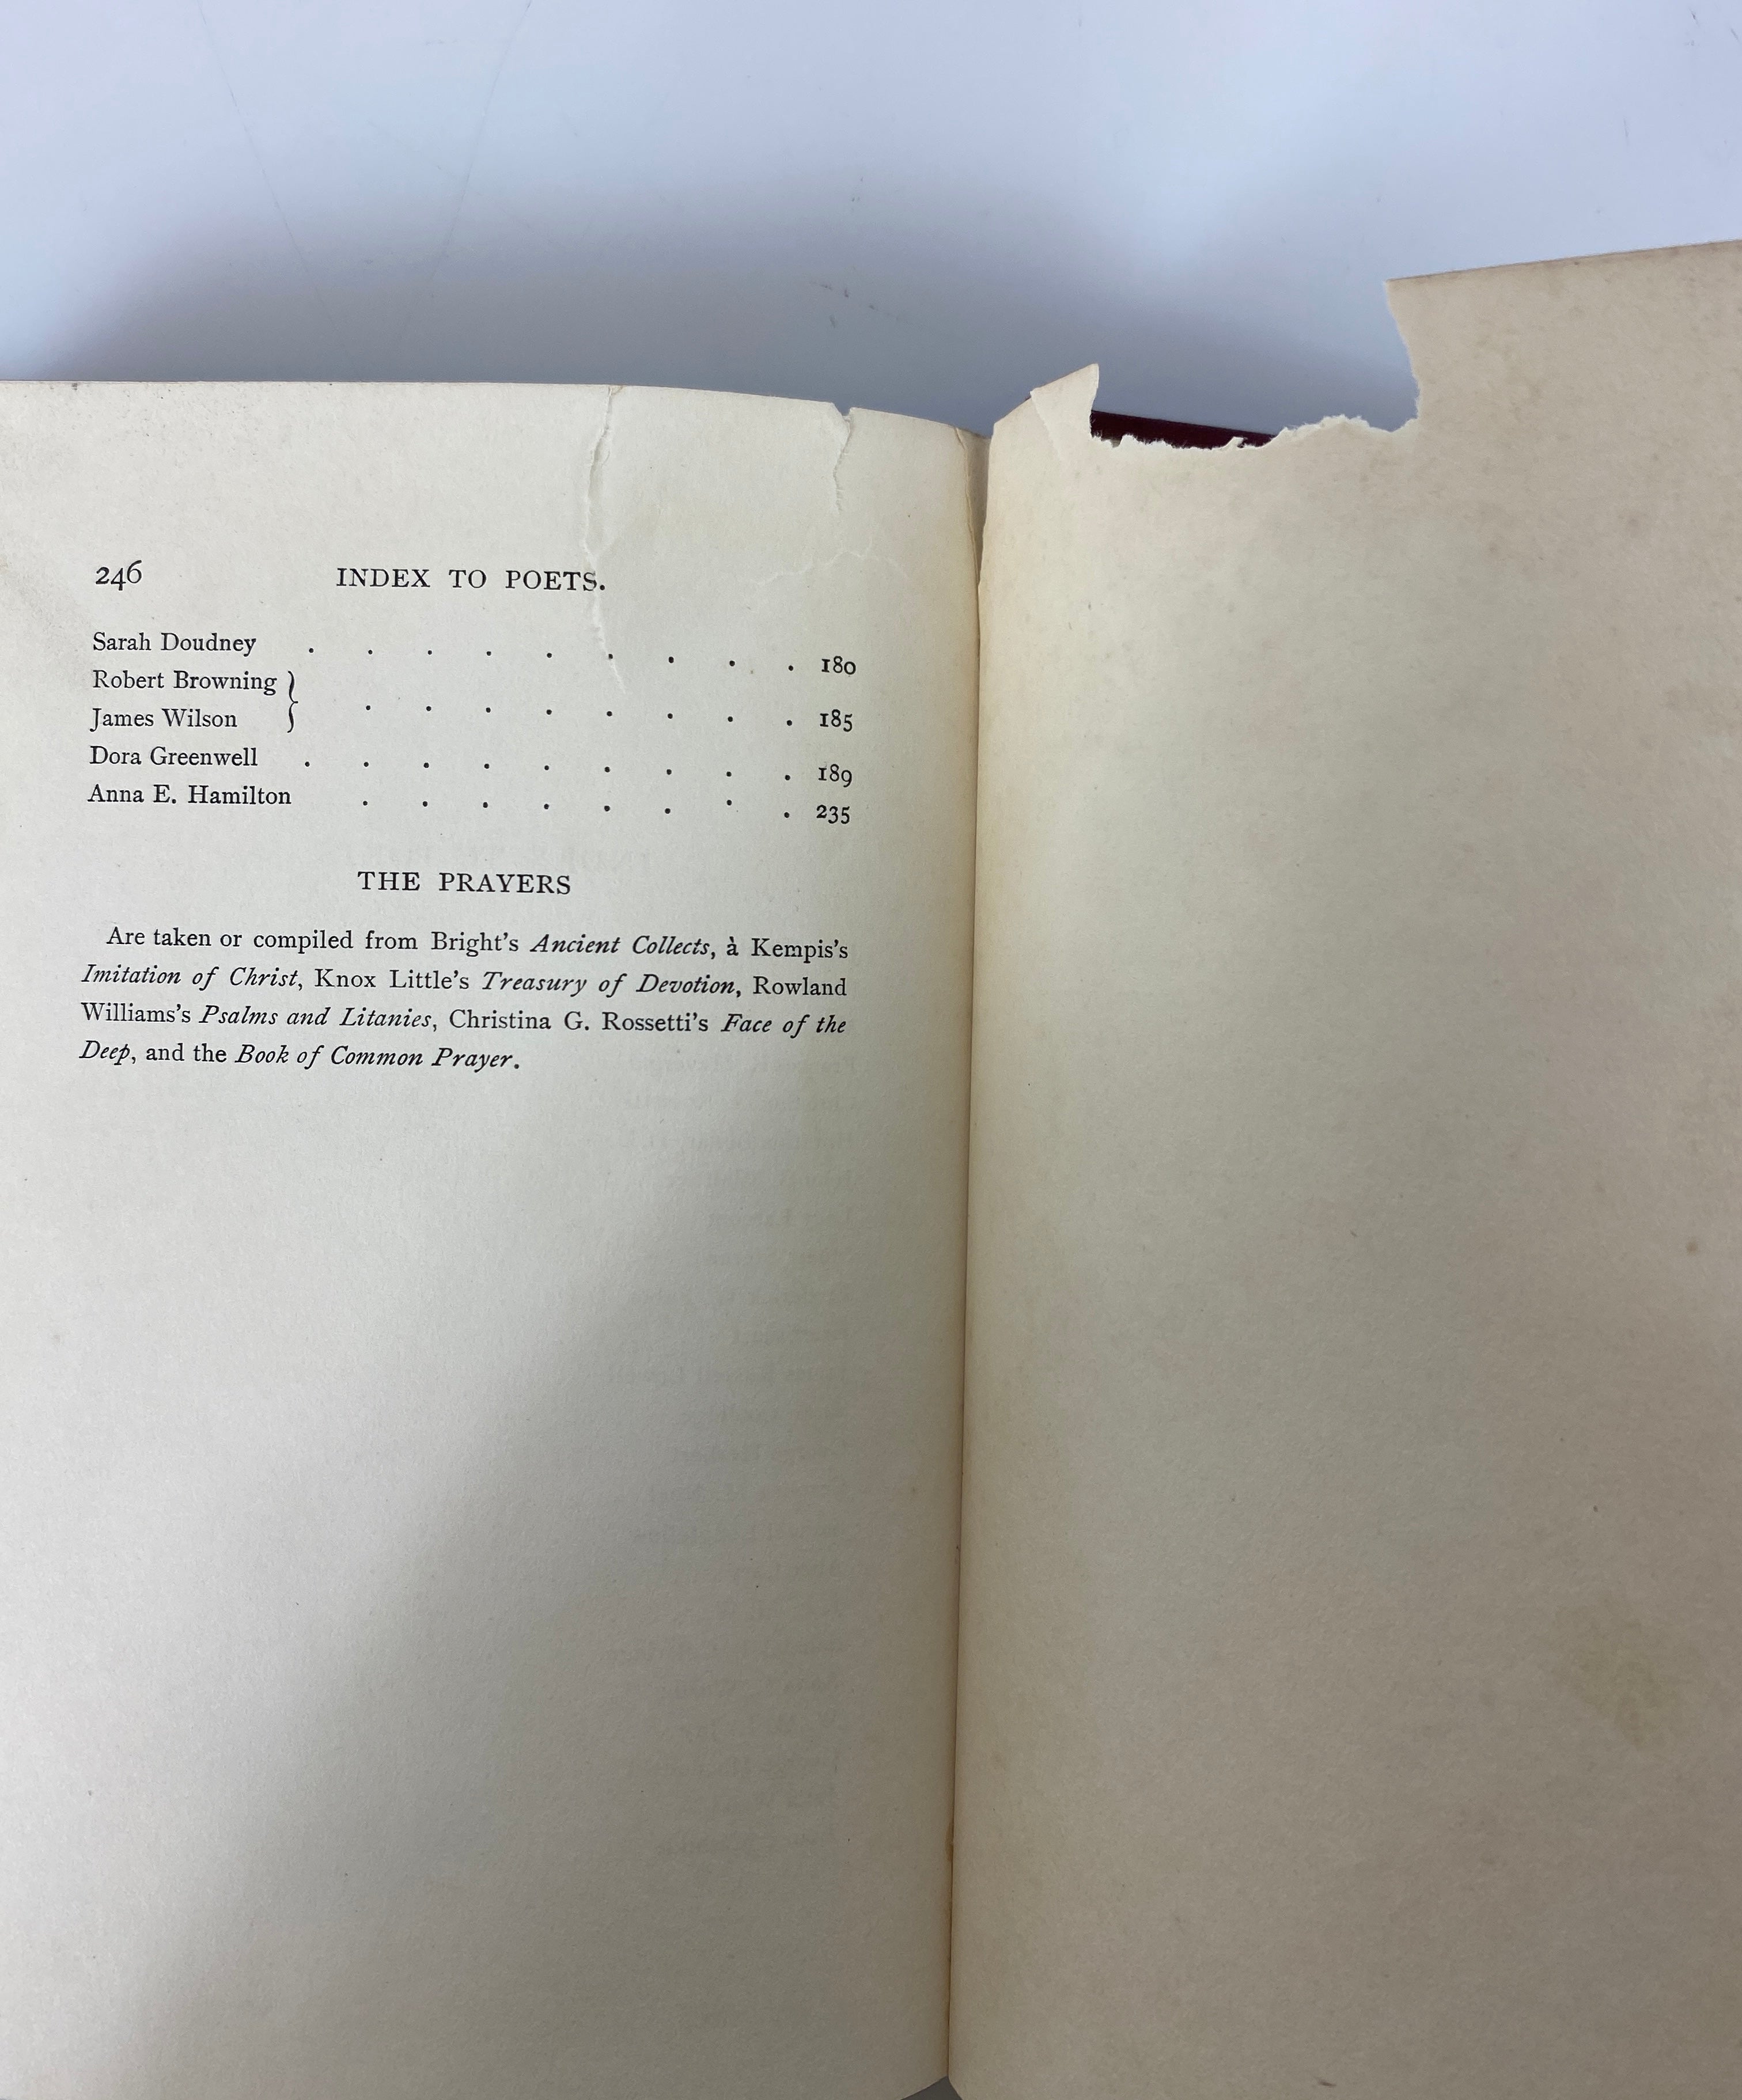 246 INDEX TO POETS.
Sarah Doudney . . . . . . . . . 180
Robert Browning }
James Wilson } . . . . . . . . 185
Dora Greenwell . . . . . . . . . 189
Anna E. Hamilton . . . . . . . . 235
THE PRAYERS
Are taken or compiled from Bright's Ancient Collects, à Kempis's
Imitation of Christ, Knox Little's Treasury of Devotion, Rowland
Williams's Psalms and Litanies, Christina G. Rossetti's Face of the
Deep, and the Book of Common Prayer.